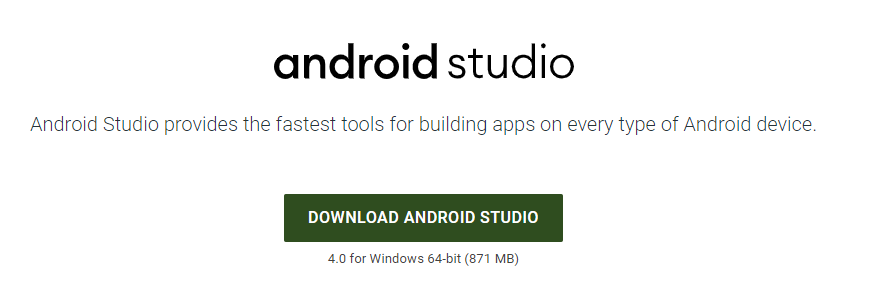 android studio
Android Studio provides the fastest tools for building apps on every type of Android device.
DOWNLOAD ANDROID STUDIO
4.0 for Windows 64-bit (871 MB)